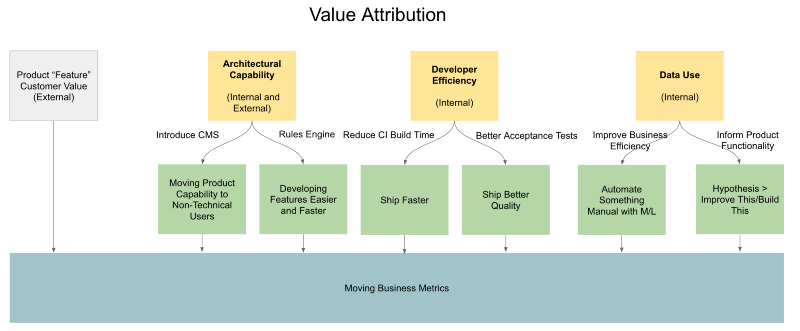 Value Attribution
Product “Feature”
Customer Value
(External)
Architectural
Capability
(Internal and
External)
Developer
Efficiency
(Internal)
Data Use
(Internal)
Introduce CMS
Rules Engine
Reduce CI Build Time
Better Acceptance Tests
Improve Business
Efficiency
Inform Product
Functionality
Moving Product
Capability to
Non-Technical
Users
Developing
Features Easier
and Faster
Ship Faster
Ship Better
Quality
Automate
Something
Manual with M/L
Hypothesis >
Improve This/Build
This
Moving Business Metrics